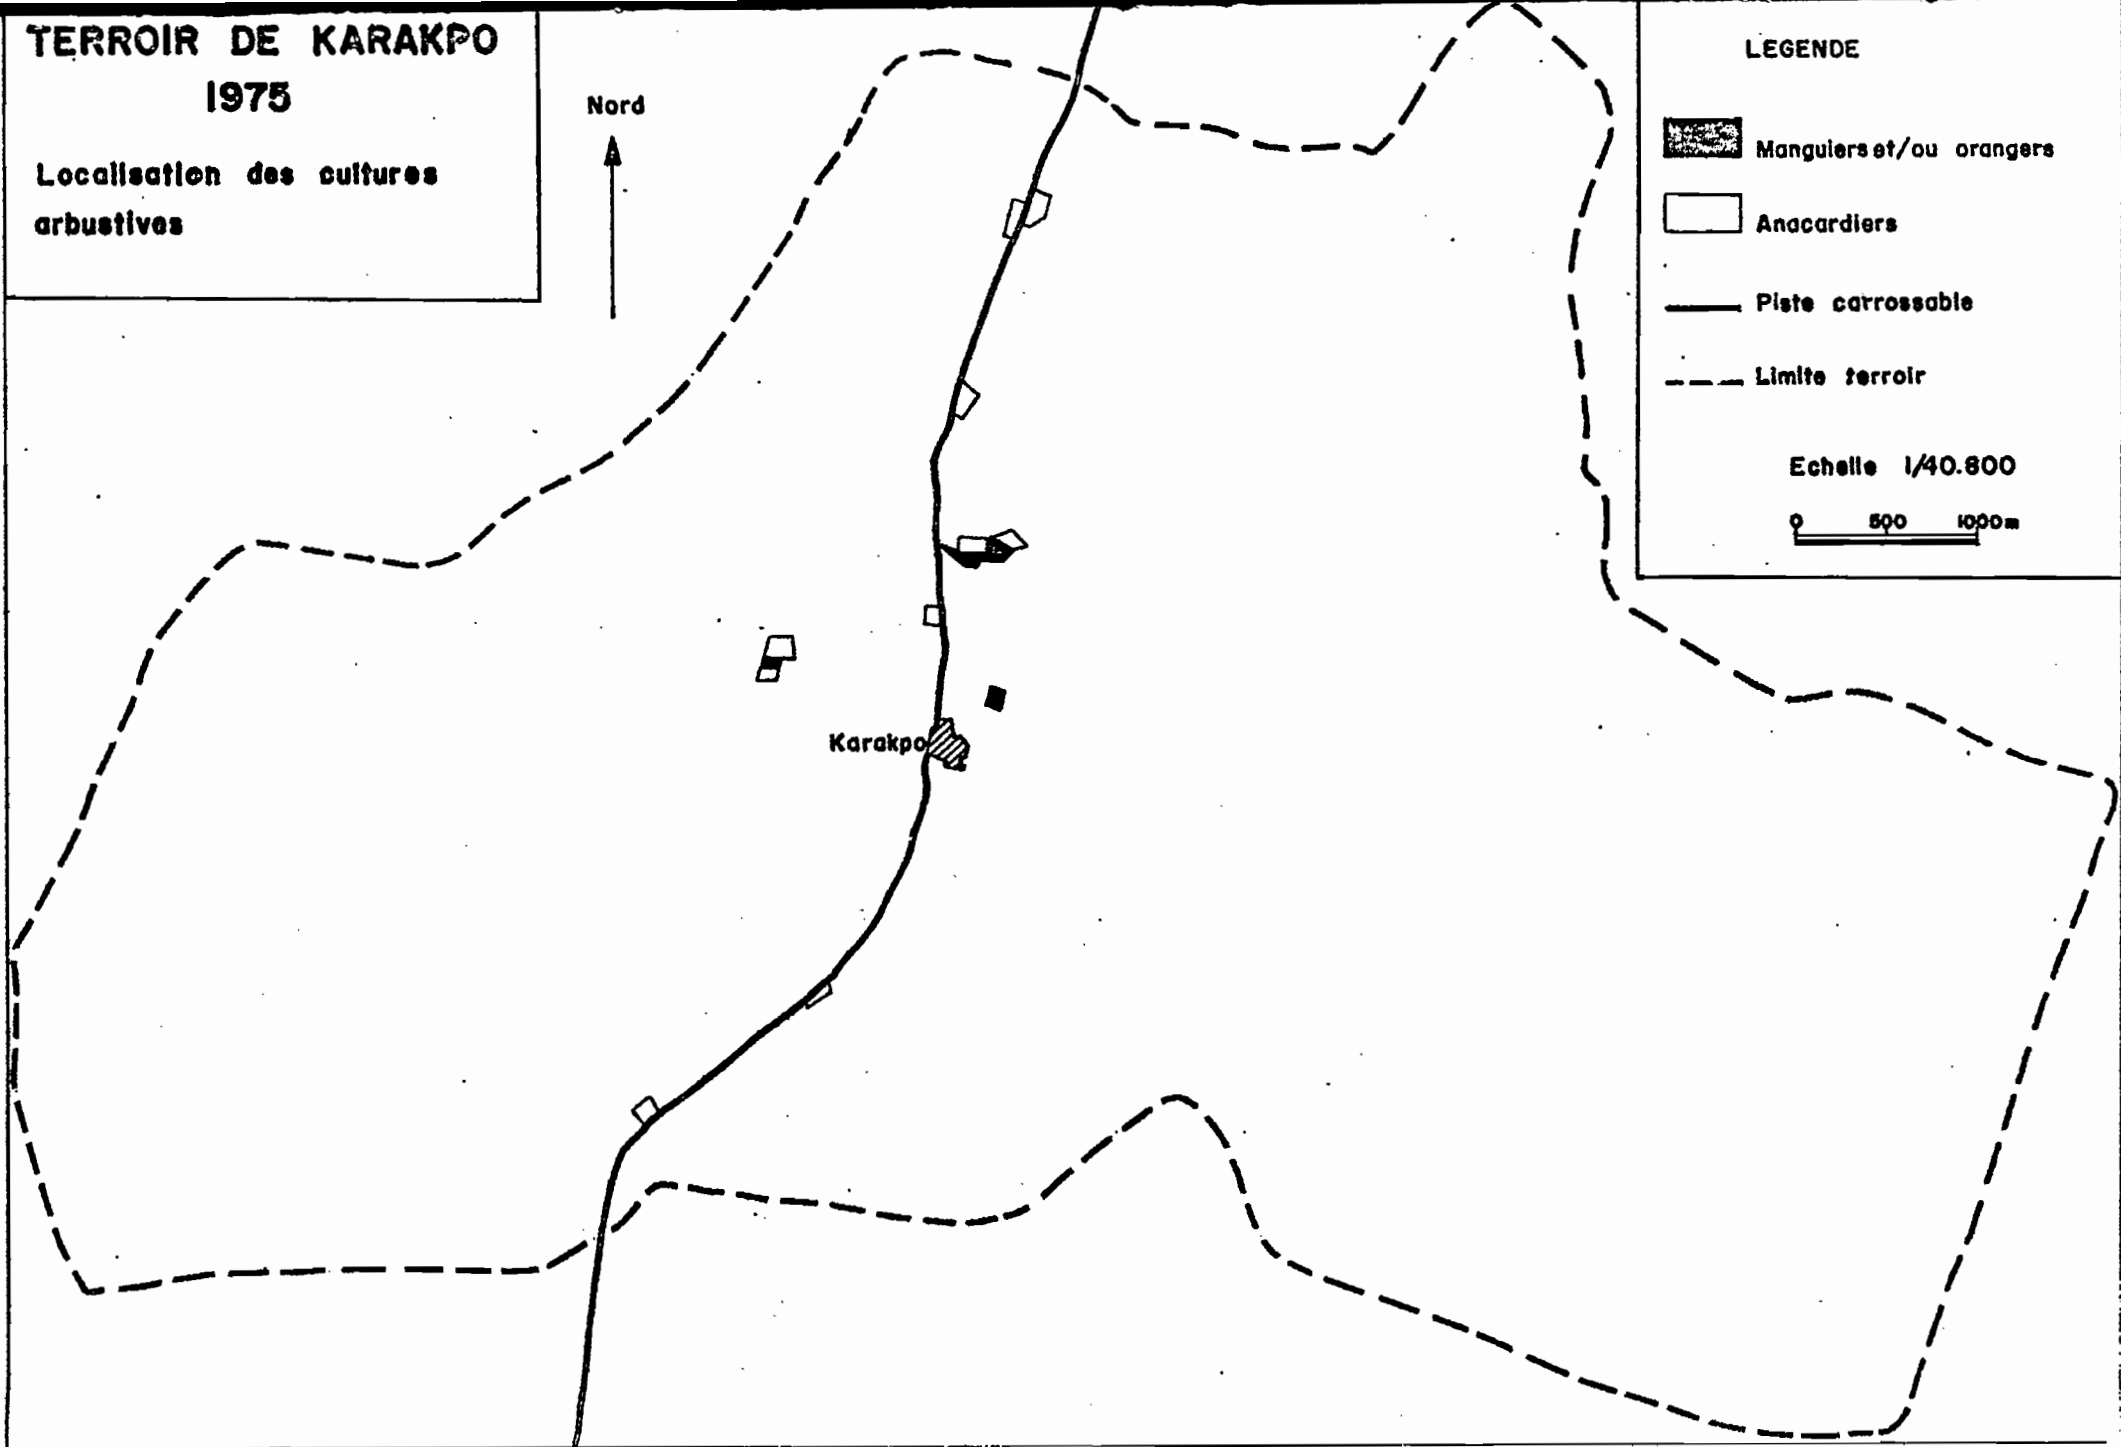 TERROIR DE KARAKPO
1975
Localisation des cultures
arbustives
Nord
LEGENDE
Manguiers et/ou orangers
Anacardiers
Piste carrossable
Limite terroir
Echelle 1/40.800
0 500 1000m
Karakpo